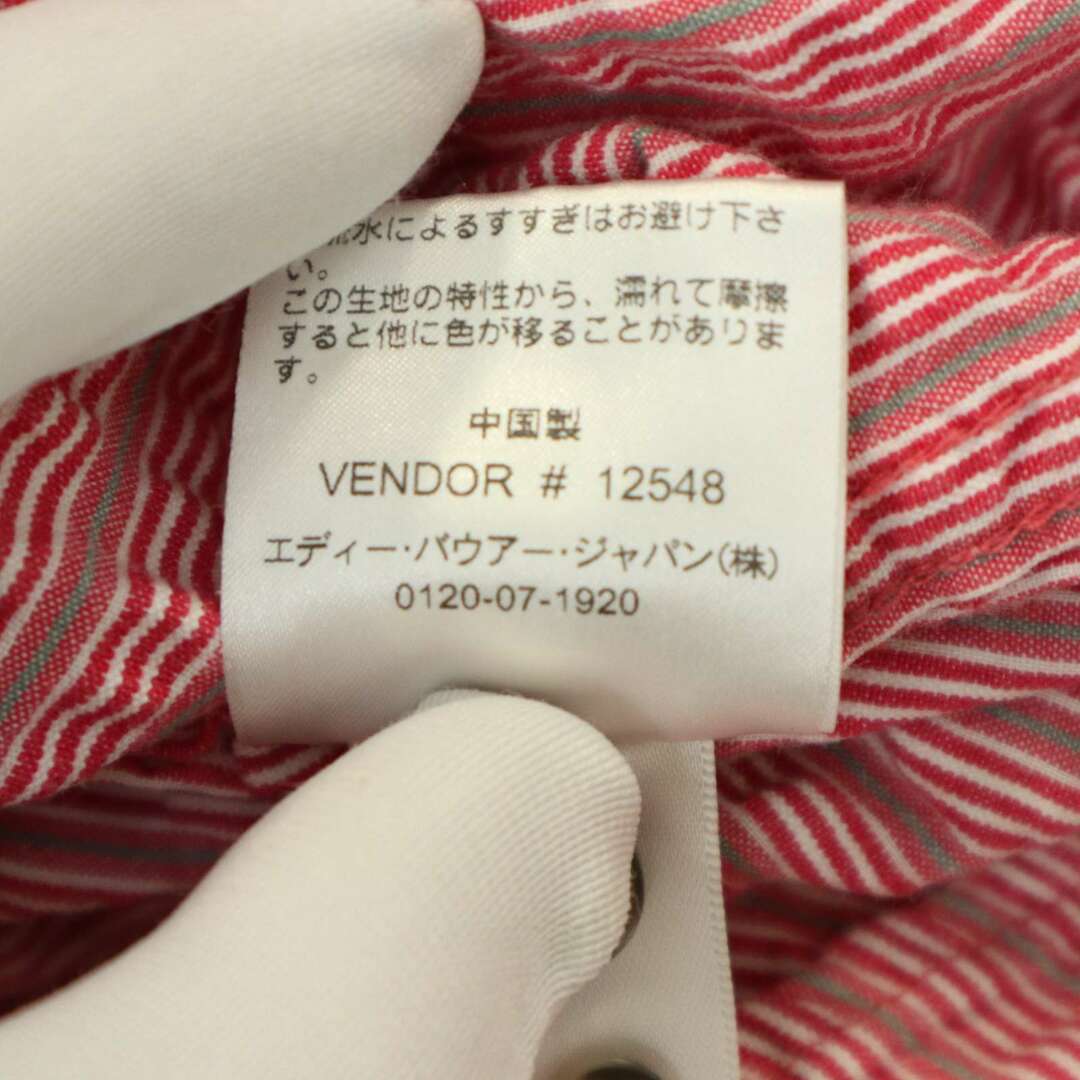 水によるすすぎはお避け下さ
い。
この生地の特性から、濡れて摩擦
すると他に色が移ることがありま
す。
中国製
VENDOR # 12548
エディー・バウアー・ジャパン(株)
0120-07-1920